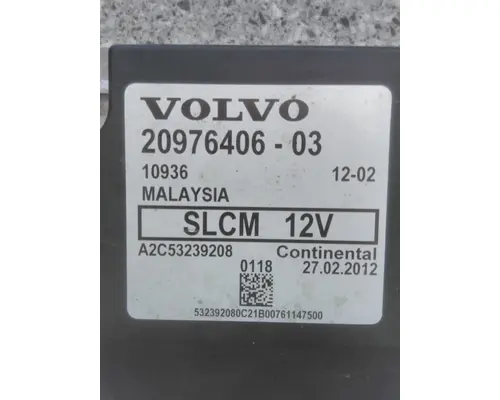 VOLVO
20976406 - 03
10936 12-02
MALAYSIA
SLCM 12V
A2C53239208 Continental
0118 27.02.2012
532392080C21B00761147500